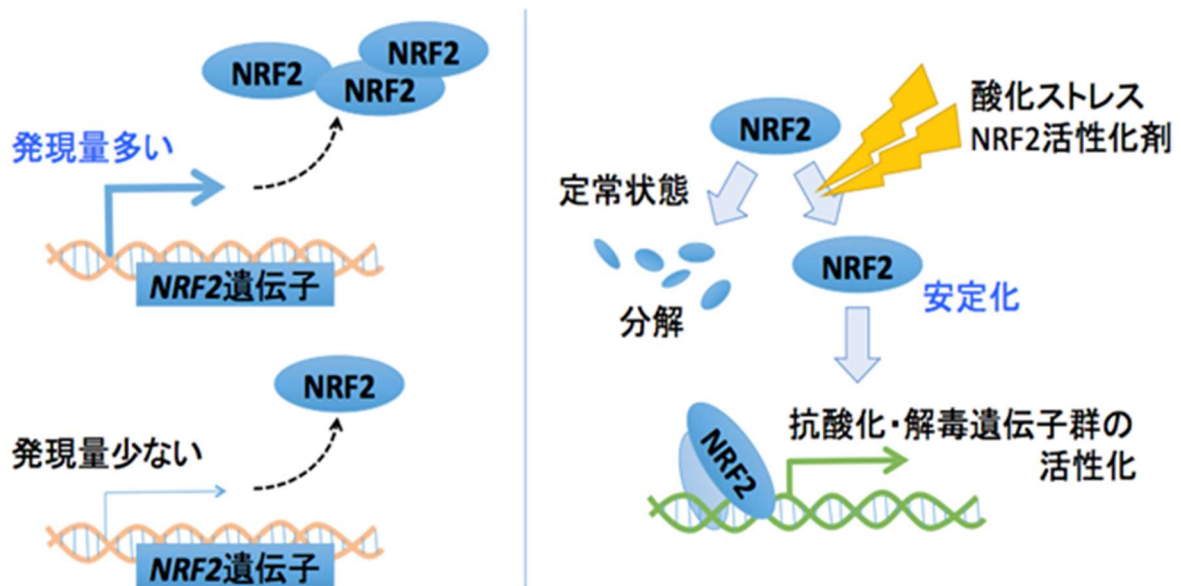 NRF2
NRF2
NRF2
発現量多い
NRF2遺伝子
NRF2
発現量少ない
NRF2遺伝子
酸化ストレス
NRF2活性化剤
NRF2
定常状態
NRF2
安定化
分解
抗酸化・解毒遺伝子群の
活性化
NRF2